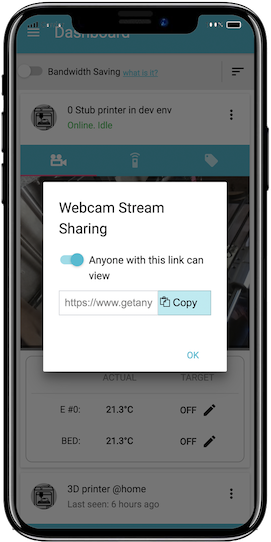 Dashboard
Bandwidth Saving what is it?
0 Stub printer in dev env
Online. Idle
Webcam Stream
Sharing
Anyone with this link can
view
https://www.getany Copy
OK
ACTUAL TARGET
E #0: 21.3°C OFF
BED: 21.3°C OFF
3D printer @home
Last seen: 6 hours ago